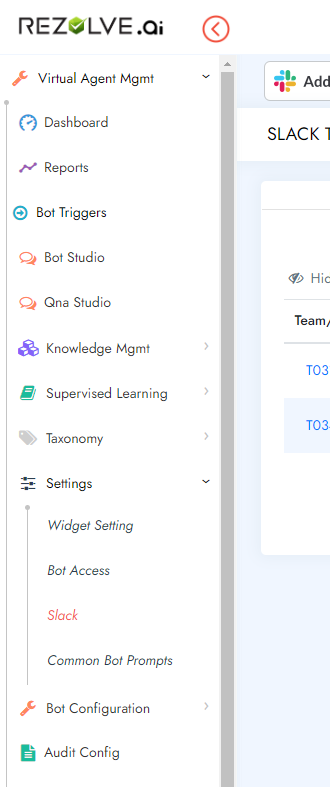 REZOLVE.ai
Virtual Agent Mgmt
Add
Dashboard
SLACK T
Reports
Bot Triggers
Bot Studio
Hid
Qna Studio
Team/
Knowledge Mgmt
T03
Supervised Learning
T03
Taxonomy
Settings
Widget Setting
Bot Access
Slack
Common Bot Prompts
Bot Configuration
Audit Config